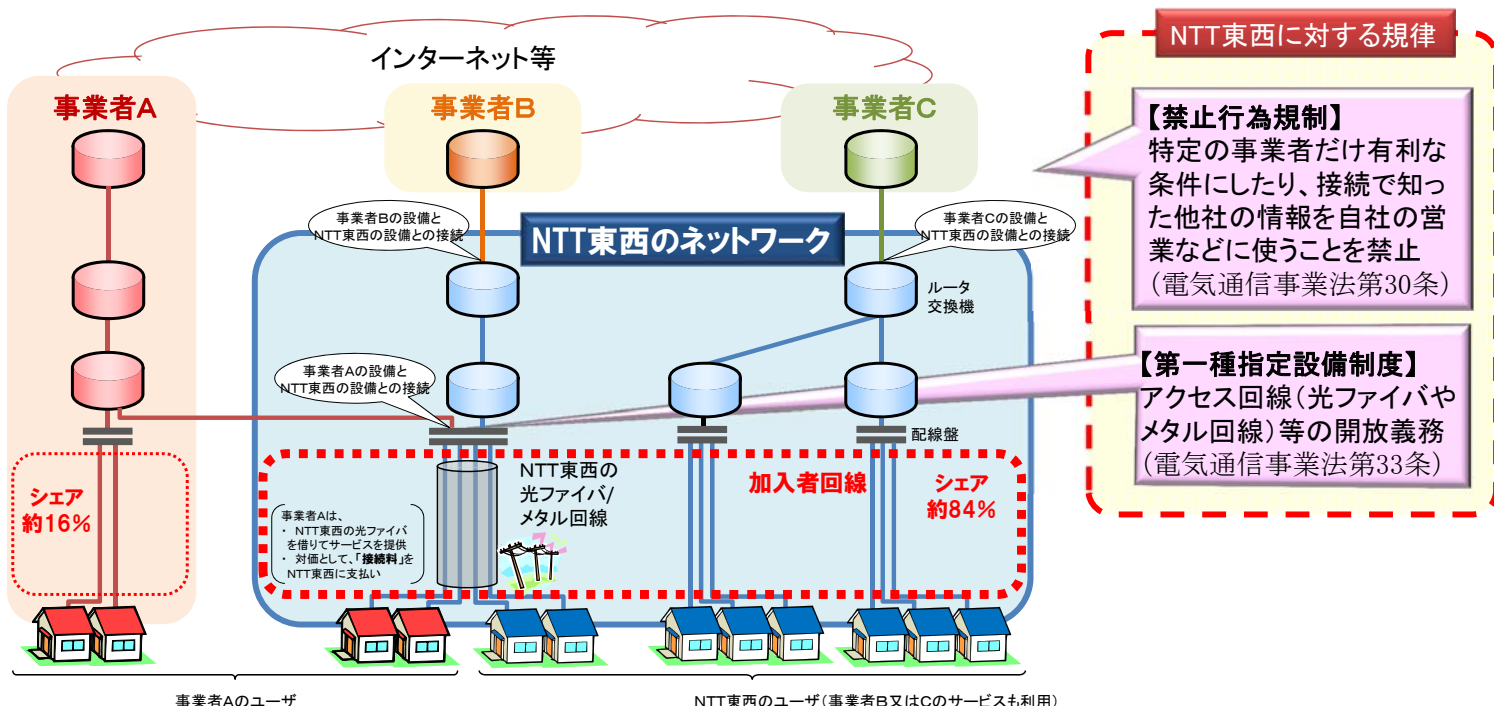 インターネット等
事業者A
事業者B
事業者C
事業者Bの設備と
NTT東西の設備との接続
NTT東西のネットワーク
事業者Cの設備と
NTT東西の設備との接続
ルータ
交換機
事業者Aの設備と
NTT東西の設備との接続
配線盤
シェア
約16%
NTT東西の
光ファイバ/
メタル回線
加入者回線
シェア
約84%
事業者Aは、
・ NTT東西の光ファイバ
を借りてサービスを提供
・ 対価として、「接続料」を
NTT東西に支払い
事業者Aのユーザ
NTT東西のユーザ(事業者B又はCのサービスも利用)
NTT東西に対する規律
【禁止行為規制】
特定の事業者だけ有利な
条件にしたり、接続で知っ
た他社の情報を自社の営
業などに使うことを禁止
(電気通信事業法第30条)
【第一種指定設備制度】
アクセス回線(光ファイバや
メタル回線)等の開放義務
(電気通信事業法第33条)